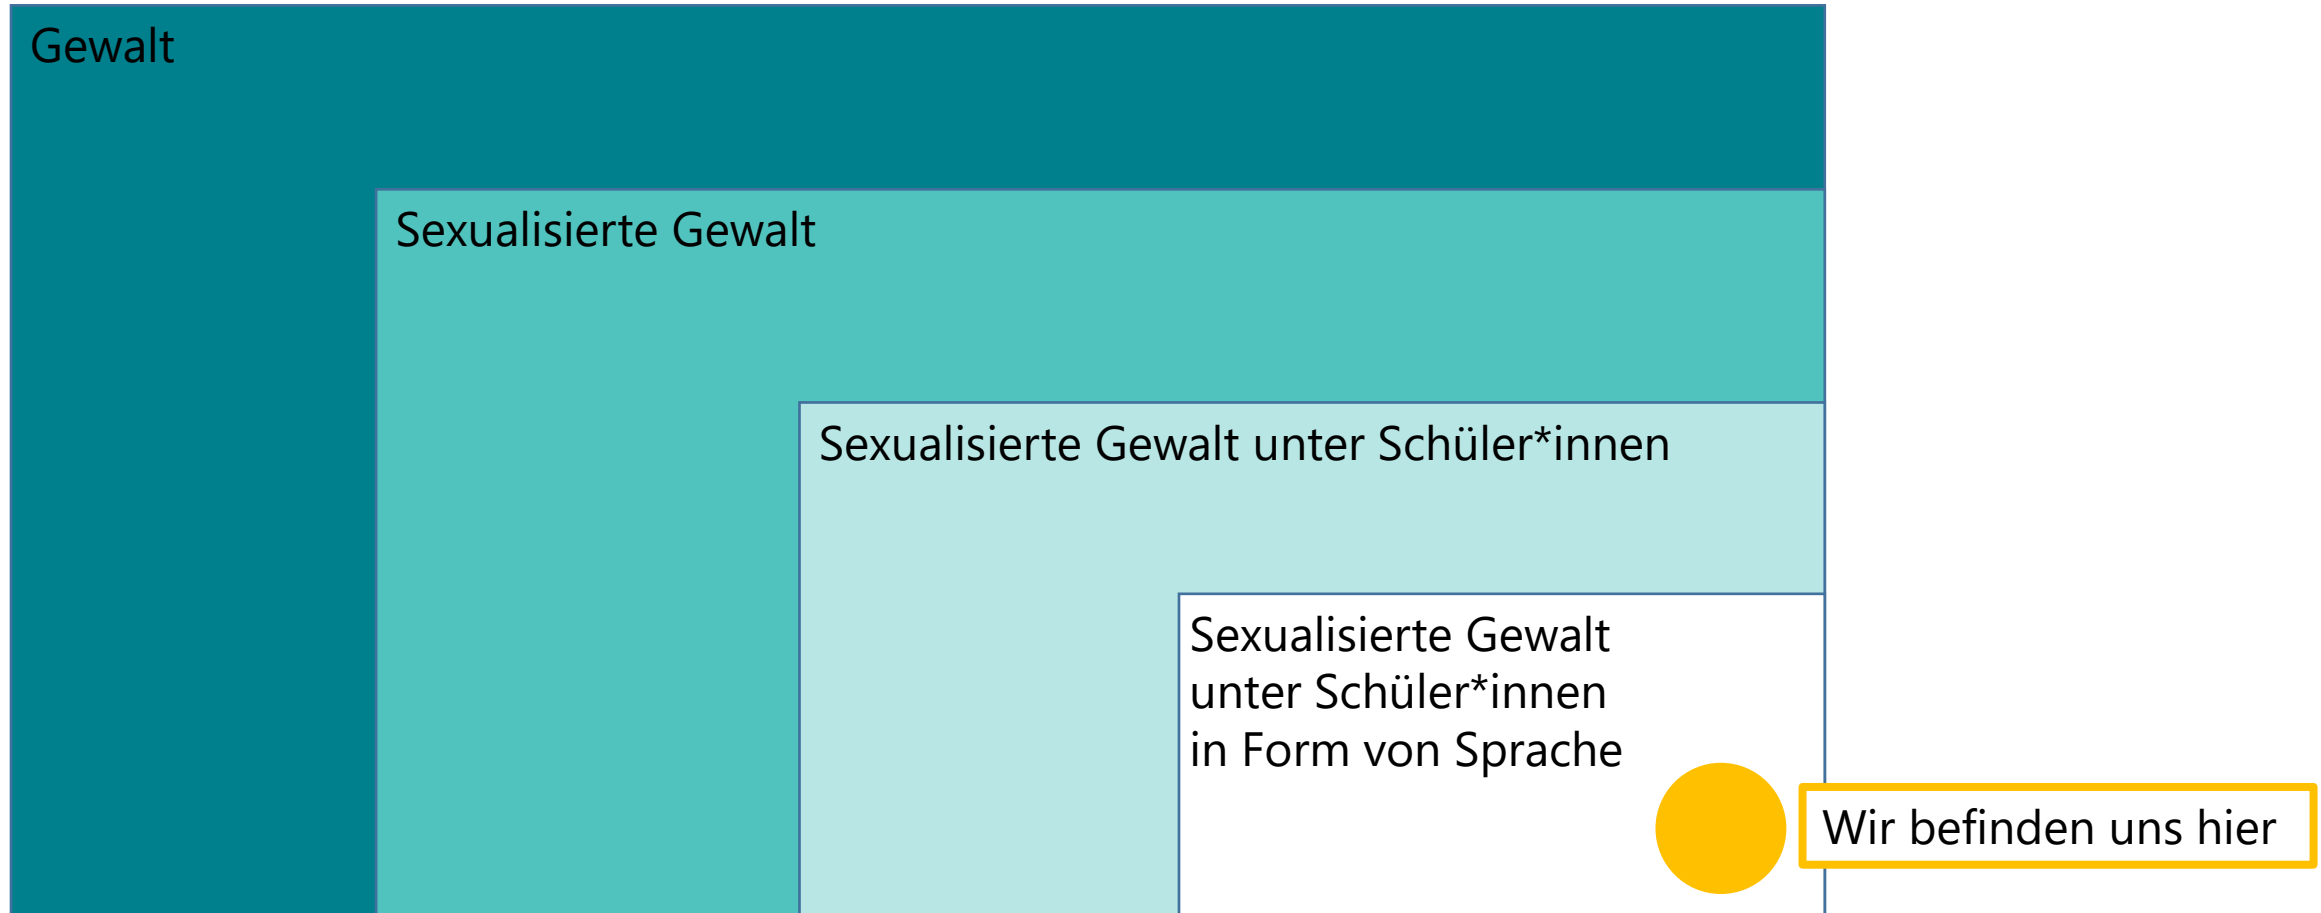 Gewalt
Sexualisierte Gewalt
Sexualisierte Gewalt unter Schüler*innen
Sexualisierte Gewalt
unter Schüler*innen
in Form von Sprache
Wir befinden uns hier